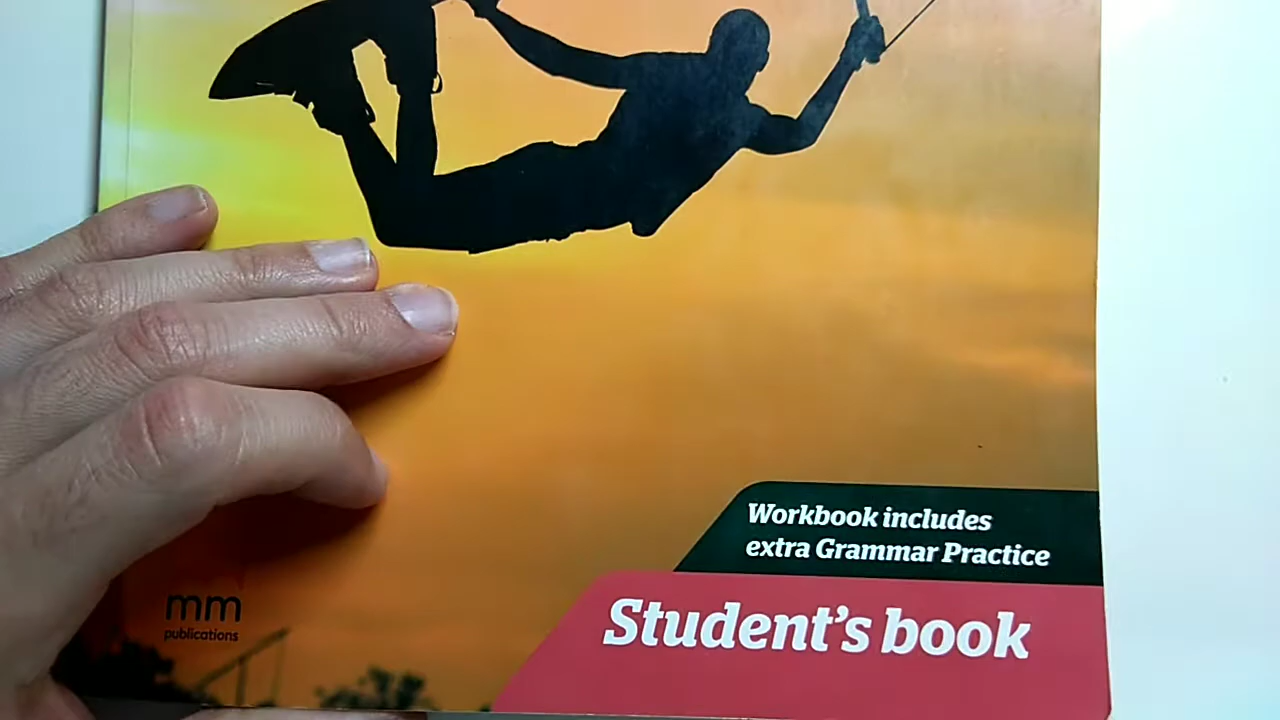 Workbook includes
extra Grammar Practice
Student's book
mm
publications